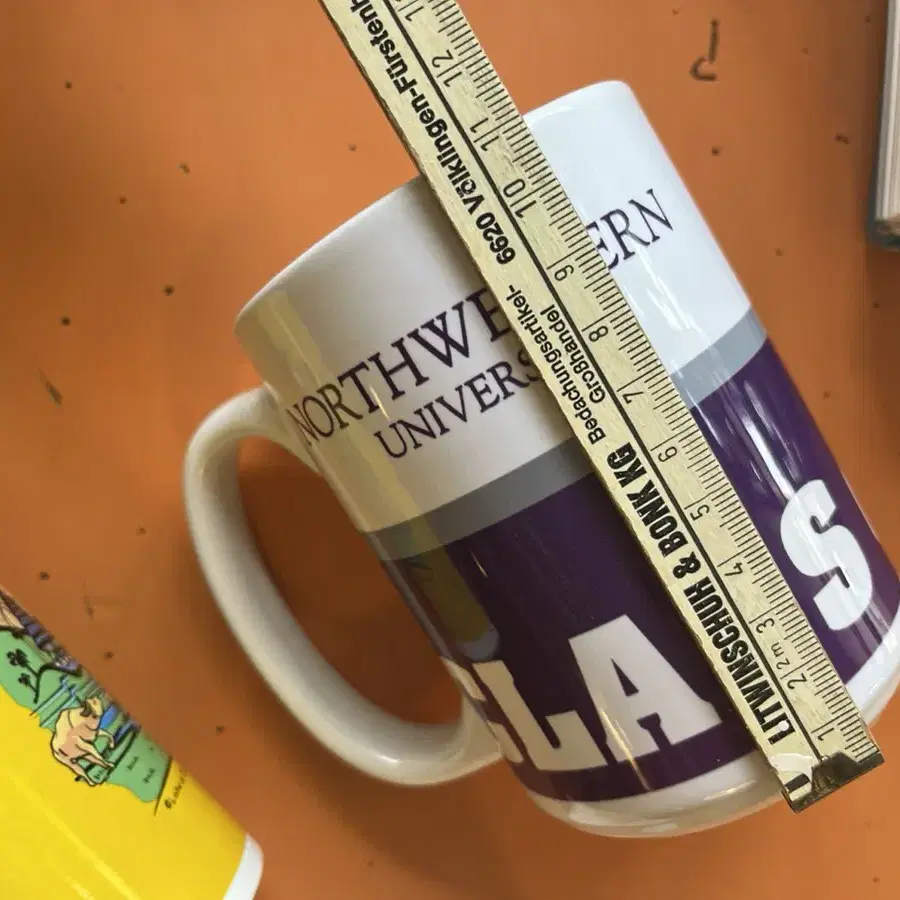 NORTHWE ERN
UNIVERS
LA S
LITWINSCHUH & BONK KG Bedachungsartikel-
Großhandel
6620 Völklingen-Fürstenh
1 2 2m 3 4 5 6 7 8 9 10 11 12